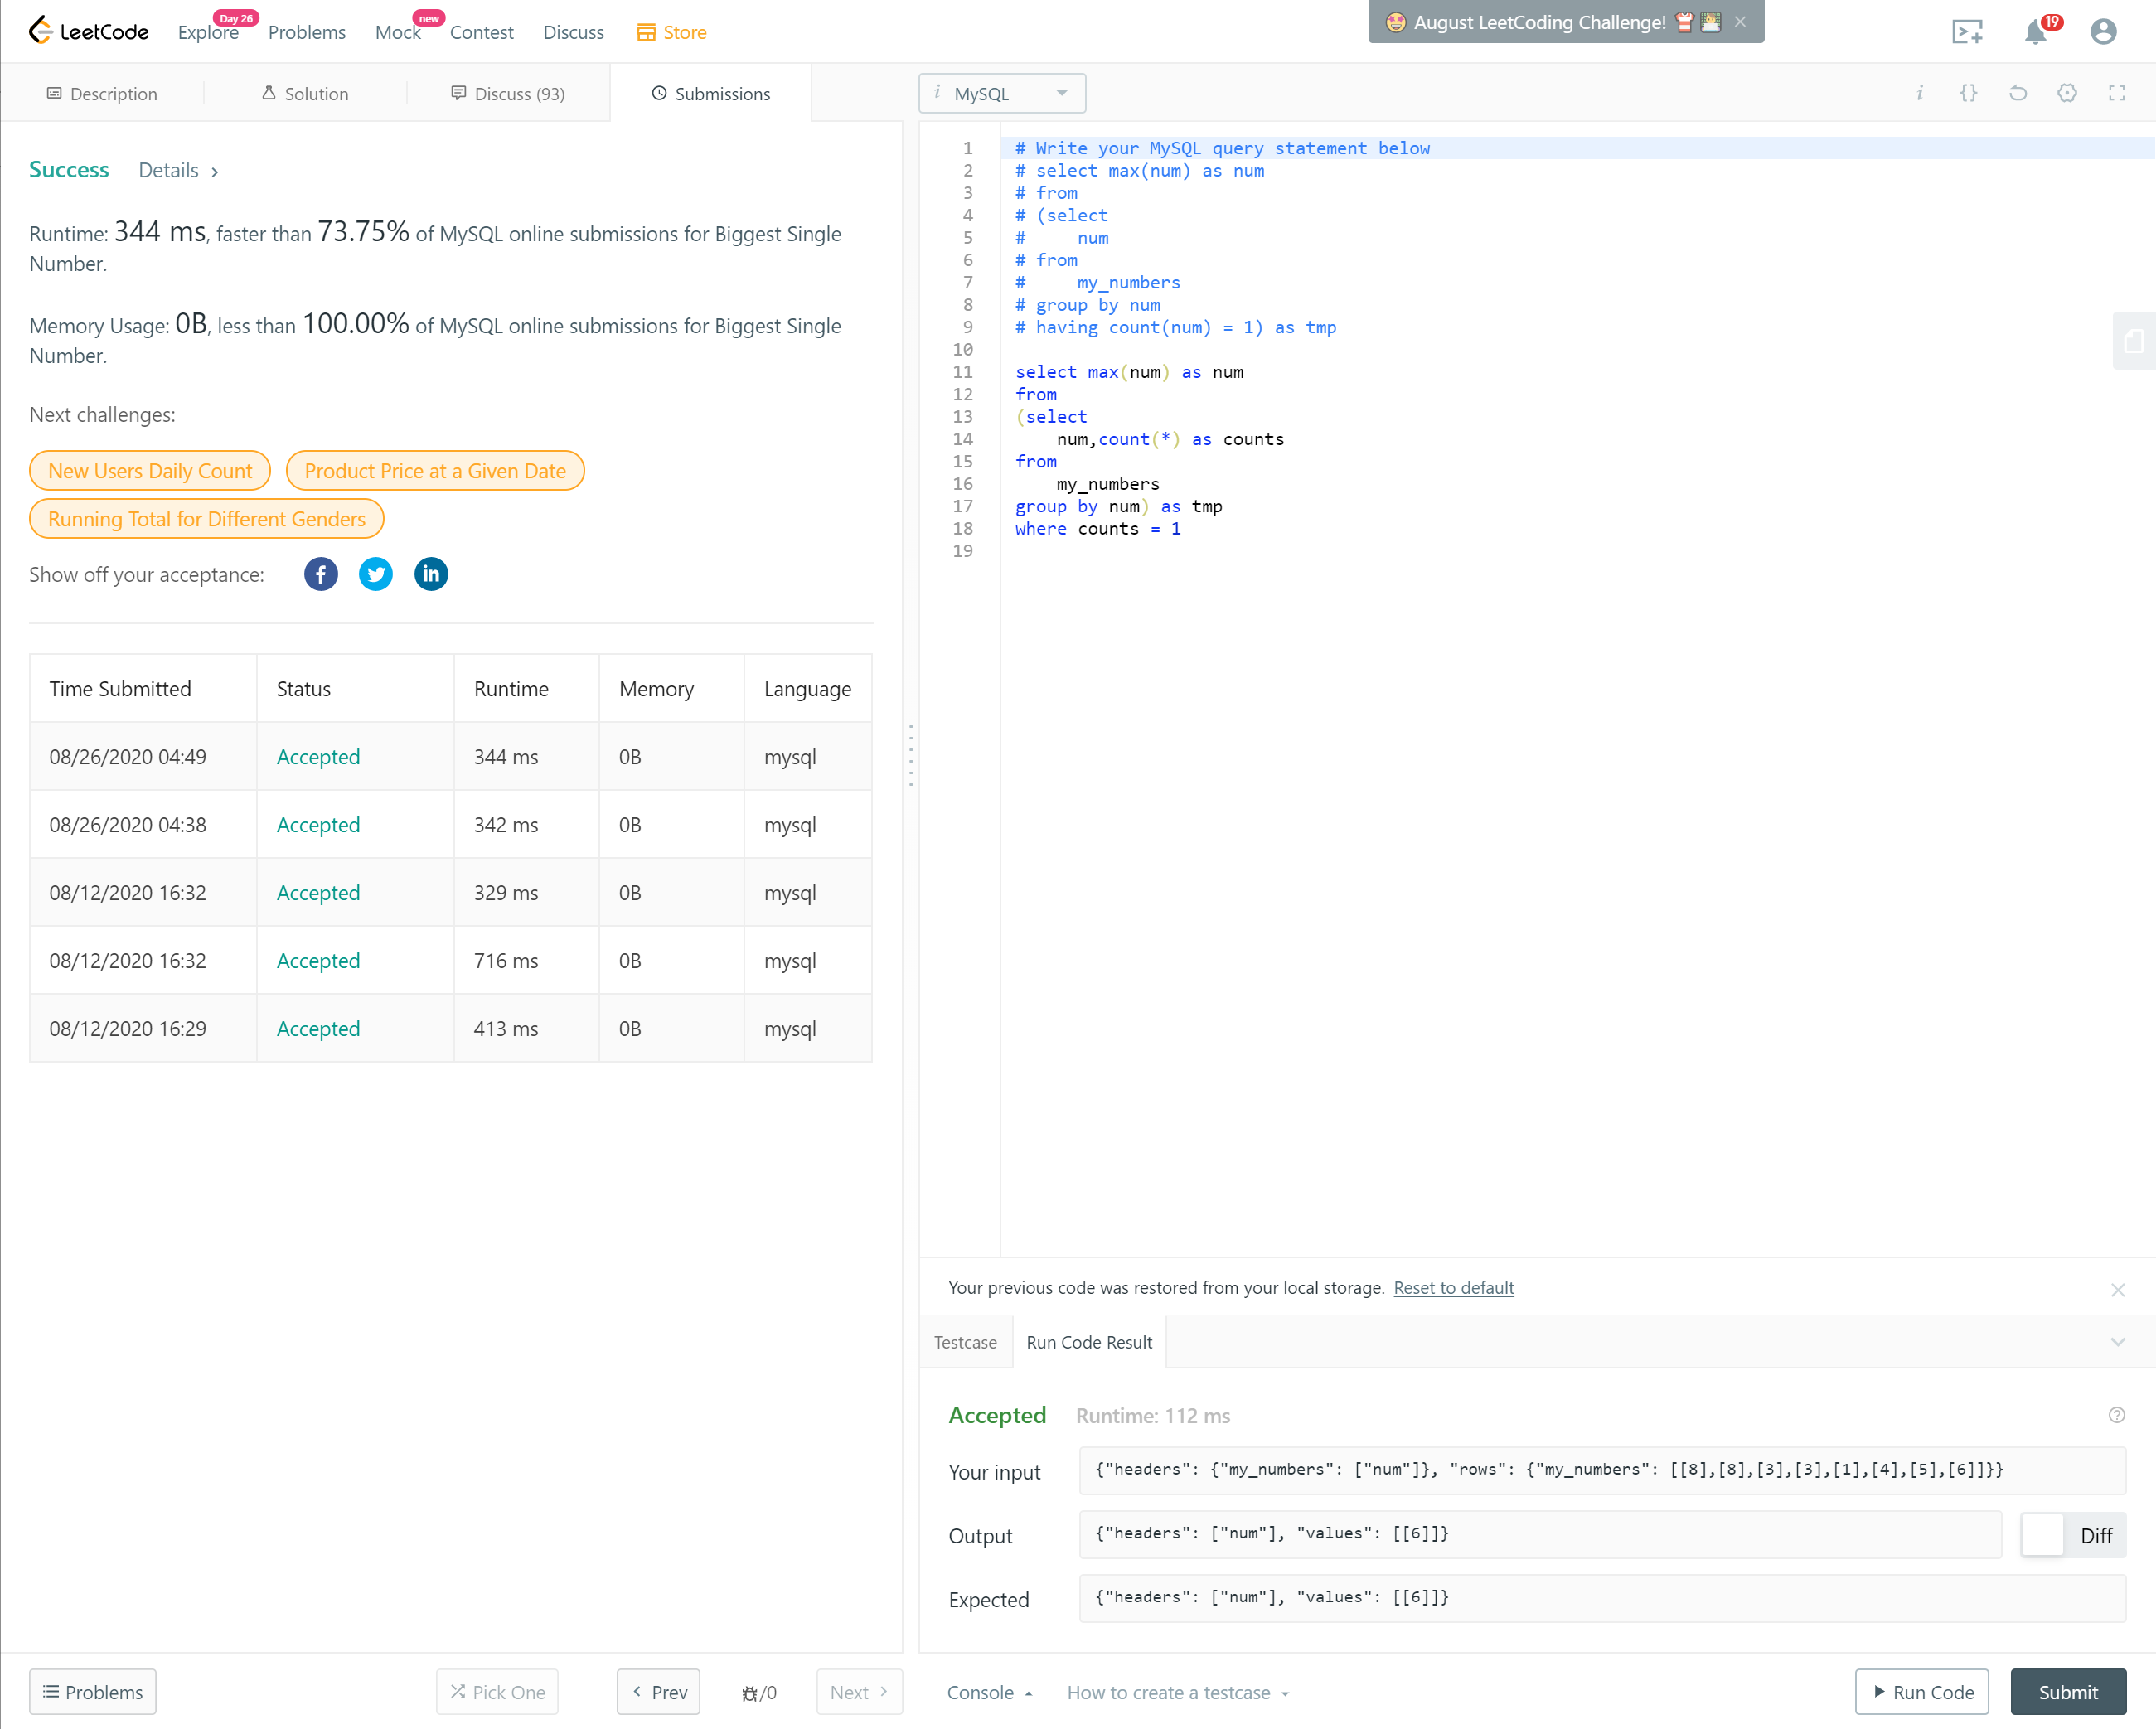 LeetCode
Explore Day 26 Problems Mock new Contest Discuss Store
August LeetCoding Challenge!
19
Description Solution Discuss (93) Submissions
Success Details
Runtime: 344 ms, faster than 73.75% of MySQL online submissions for Biggest Single
Number.
Memory Usage: 0B, less than 100.00% of MySQL online submissions for Biggest Single
Number.
Next challenges:
New Users Daily Count Product Price at a Given Date
Running Total for Different Genders
Show off your acceptance:
Time Submitted Status Runtime Memory Language
08/26/2020 04:49 Accepted 344 ms 0B mysql
08/26/2020 04:38 Accepted 342 ms 0B mysql
08/12/2020 16:32 Accepted 329 ms 0B mysql
08/12/2020 16:32 Accepted 716 ms 0B mysql
08/12/2020 16:29 Accepted 413 ms 0B mysql
Problems Pick One Prev /0 Next
i MySQL
i {}
1 # Write your MySQL query statement below
2 # select max(num) as num
3 # from
4 # (select
5 #     num
6 # from
7 #     my_numbers
8 # group by num
9 # having count(num) = 1) as tmp
10
11 select max(num) as num
12 from
13 (select
14     num,count(*) as counts
15 from
16     my_numbers
17 group by num) as tmp
18 where counts = 1
19
Your previous code was restored from your local storage. Reset to default
Testcase Run Code Result
Accepted Runtime: 112 ms
Your input {"headers": {"my_numbers": ["num"]}, "rows": {"my_numbers": [[8],[8],[3],[3],[1],[4],[5],[6]]}}
Output {"headers": ["num"], "values": [[6]]} Diff
Expected {"headers": ["num"], "values": [[6]]}
Console How to create a testcase Run Code Submit